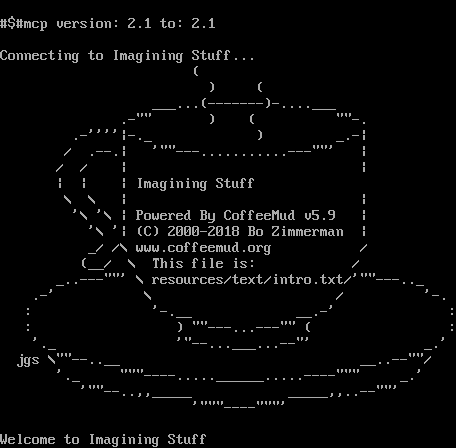 #$#mcp version: 2.1 to: 2.1
Connecting to Imagining Stuff...
Imagining Stuff
Powered By CoffeeMud v5.9
(C) 2000-2018 Bo Zimmerman
www.coffeemud.org
This file is:
resources/text/intro.txt
jgs
Welcome to Imagining Stuff